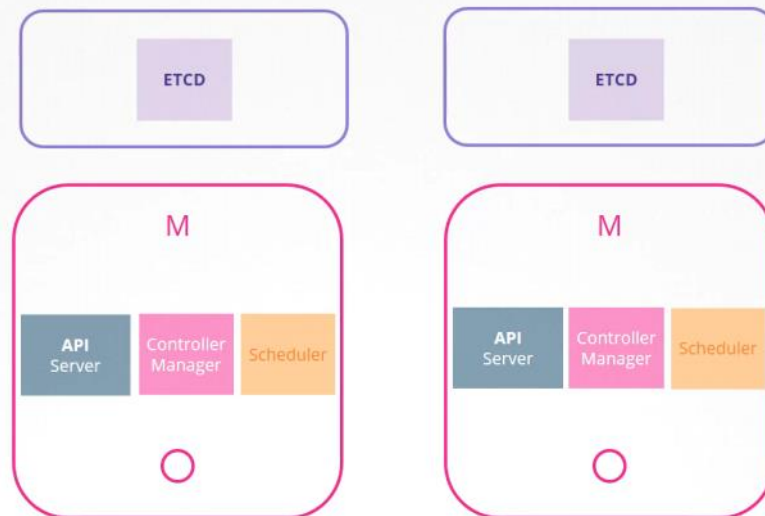 ETCD
ETCD
M
API
Server
Controller
Manager
Scheduler
M
API
Server
Controller
Manager
Scheduler